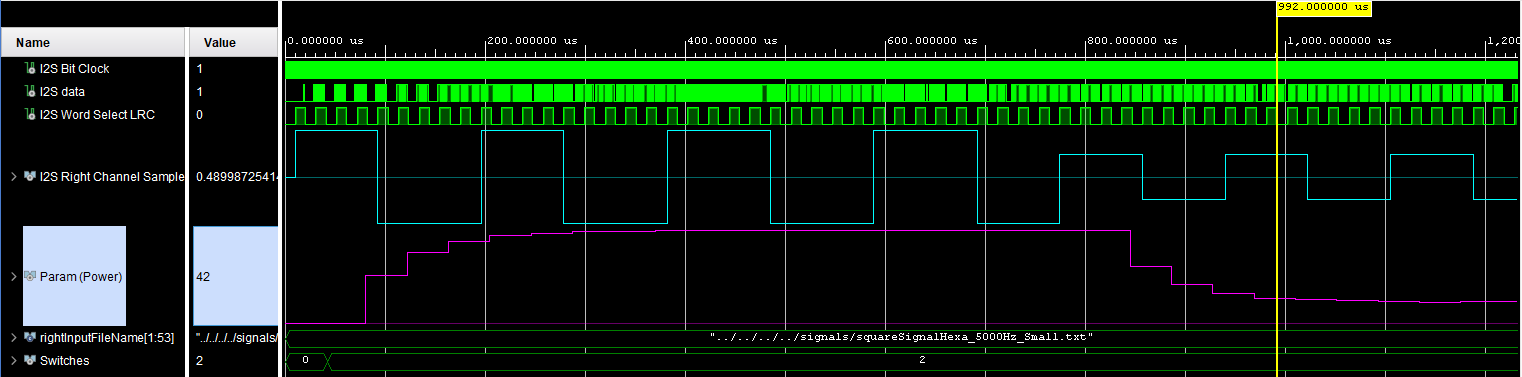 992.000000 us
Name Value 0.000000 us 200.000000 us 400.000000 us 600.000000 us 800.000000 us 1,000.000000 us 1,200
I2S Bit Clock 1
I2S data 1
I2S Word Select LRC 0
I2S Right Channel Sample 0.48998725414
Param (Power) 42
rightInputFileName[1:53] "../../../../signals/ "../../../../signals/squareSignalHexa_5000Hz_Small.txt"
Switches 2 0 2